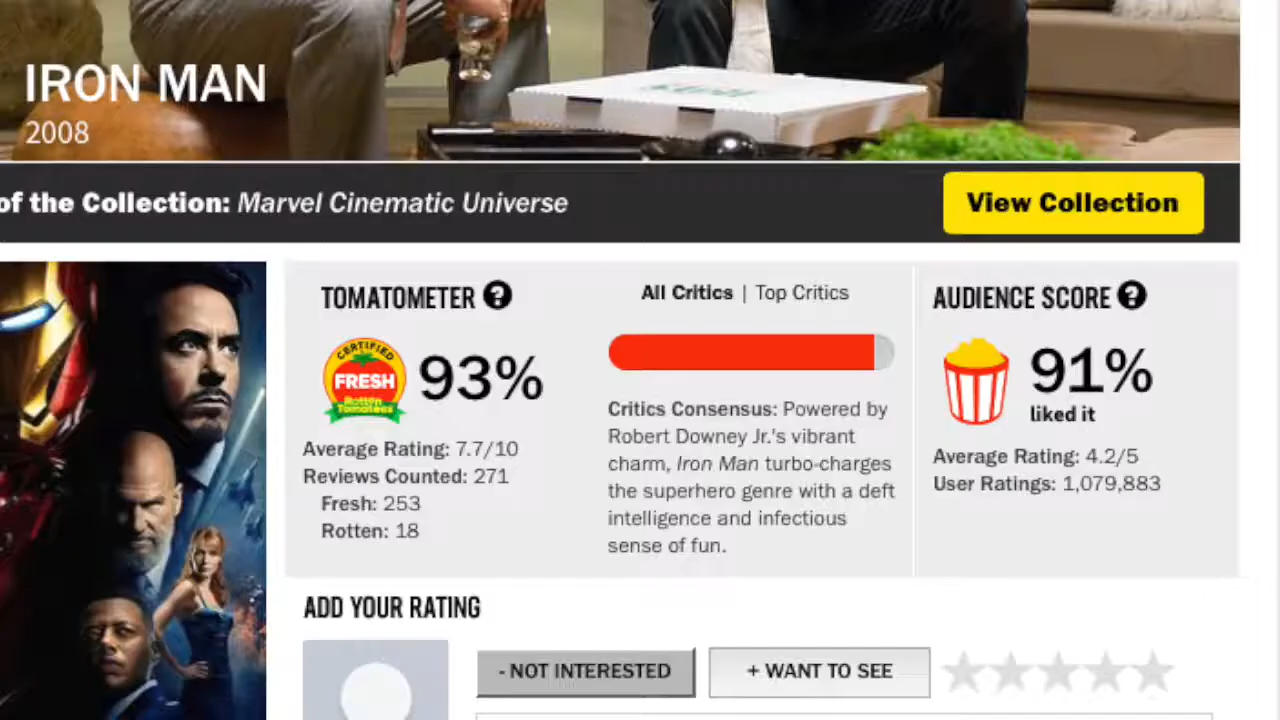 IRON MAN
2008
of the Collection: Marvel Cinematic Universe
View Collection
TOMATOMETER ?
CERTIFIED
FRESH
Rotten
Tomatoes
93%
Average Rating: 7.7/10
Reviews Counted: 271
Fresh: 253
Rotten: 18
All Critics | Top Critics
Critics Consensus: Powered by
Robert Downey Jr.'s vibrant
charm, Iron Man turbo-charges
the superhero genre with a deft
intelligence and infectious
sense of fun.
AUDIENCE SCORE ?
91%
liked it
Average Rating: 4.2/5
User Ratings: 1,079,883
ADD YOUR RATING
- NOT INTERESTED
+ WANT TO SEE